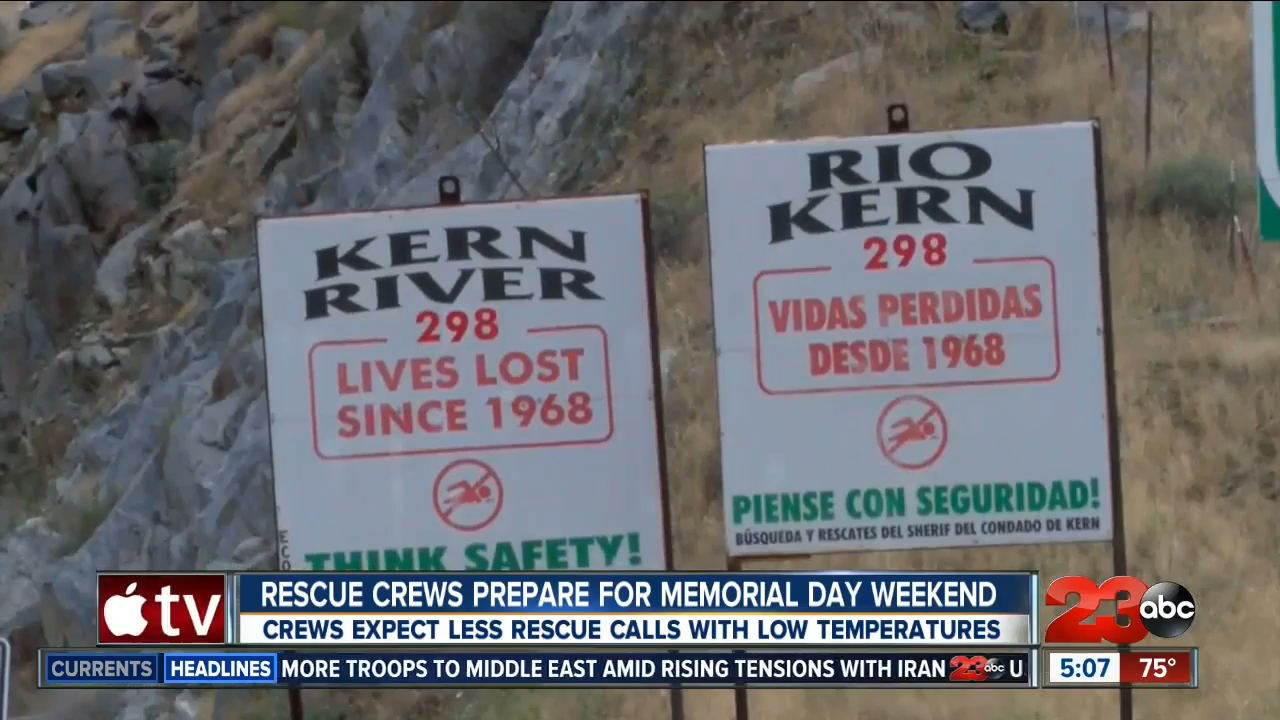 KERN
RIVER
298
LIVES LOST
SINCE 1968
THINK SAFETY!
RIO
KERN
298
VIDAS PERDIDAS
DESDE 1968
PIENSE CON SEGURIDAD!
BÚSQUEDA Y RESCATES DEL SHERIF DEL CONDADO DE KERN
tv
RESCUE CREWS PREPARE FOR MEMORIAL DAY WEEKEND
CREWS EXPECT LESS RESCUE CALLS WITH LOW TEMPERATURES
23 abc
CURRENTS HEADLINES MORE TROOPS TO MIDDLE EAST AMID RISING TENSIONS WITH IRAN 23 abc U
5:07 75°